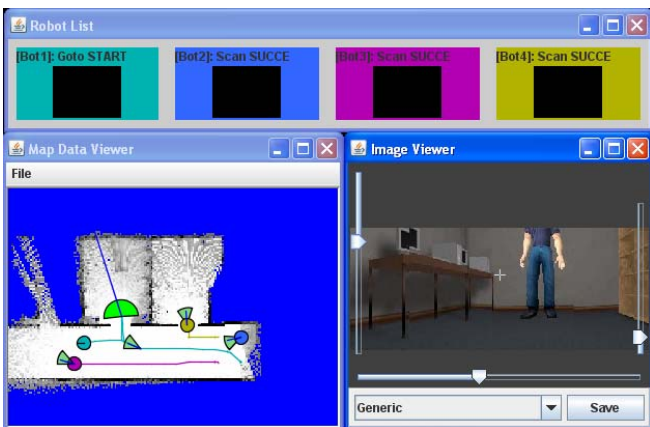 Robot List
[Bot1]: Goto START
[Bot2]: Scan SUCCE
[Bot3]: Scan SUCCE
[Bot4]: Scan SUCCE
Map Data Viewer
Image Viewer
File
Generic
Save